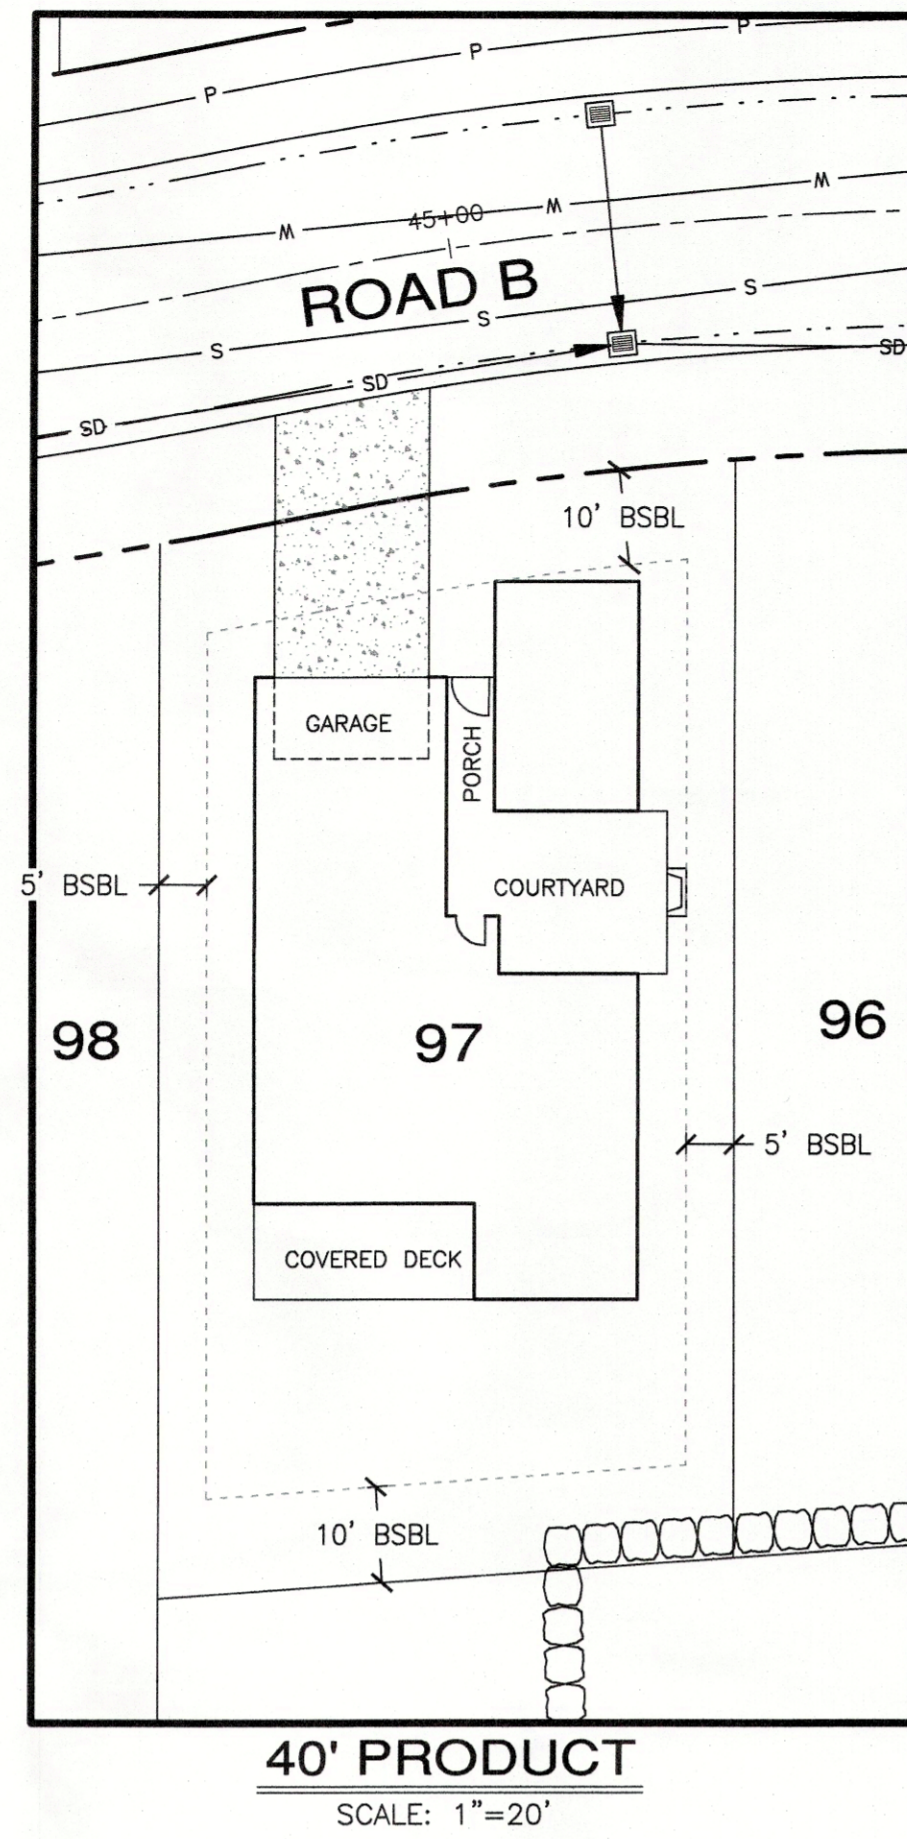 P
P
P
W
45+00
W
W
ROAD B
S
S
S
SD
SD
SD
10' BSBL
GARAGE
PORCH
5' BSBL
COURTYARD
98
97
96
5' BSBL
COVERED DECK
10' BSBL
40' PRODUCT
SCALE: 1"=20'